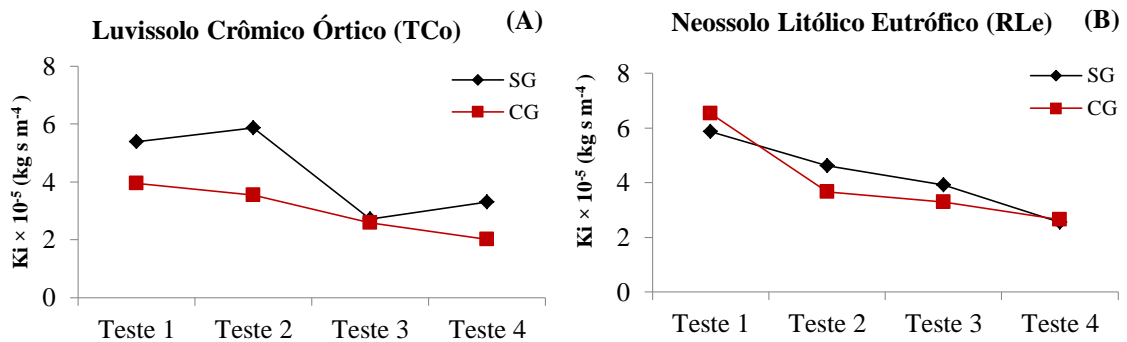 Luvissolo Crômico Órtico (TCo)
(A)
Ki × 10⁻⁵ (kg s m⁻⁴ )
8
6
4
2
0
SG
CG
Teste 1 Teste 2 Teste 3 Teste 4
Neossolo Litólico Eutrófico (RLe)
(B)
Ki × 10⁻⁵ (kg s m⁻⁴ )
8
6
4
2
0
SG
CG
Teste 1 Teste 2 Teste 3 Teste 4